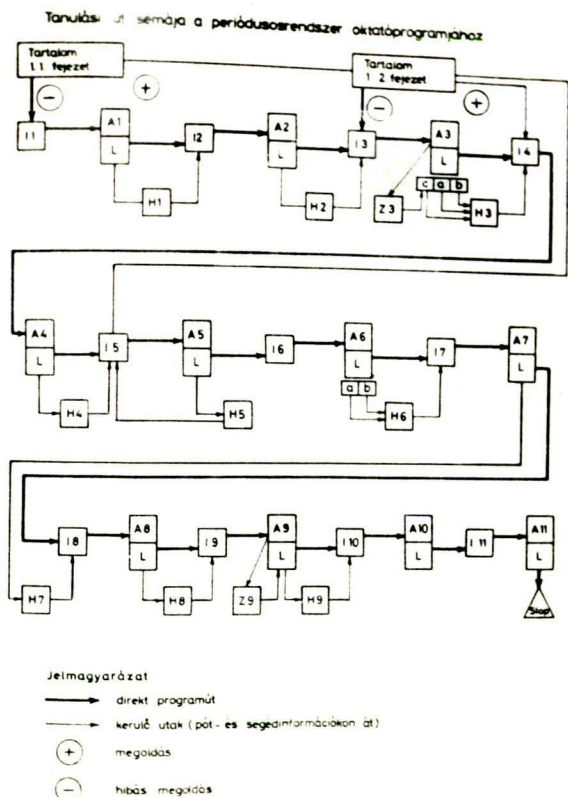 Tanulási út sémája a periódusosrendszer oktatóprogramjához
Tartalom
1.1 fejezet
Tartalom
1. 2 fejezet
− + − +
I1 A1 L I2 A2 L I3 A3 L I4
H1 H2 Z3 c a b H3
A4 L I5 A5 L I6 A6 L I7 A7 L
H4 H5 a b H6
I8 A8 L I9 A9 L I10 A10 L I11 A11 L
H7 H8 Z9 H9 Stop
Jelmagyarázat
direkt programút
kerülő utak (pót- és segédinformációkon át)
+ megoldás
− hibás megoldás